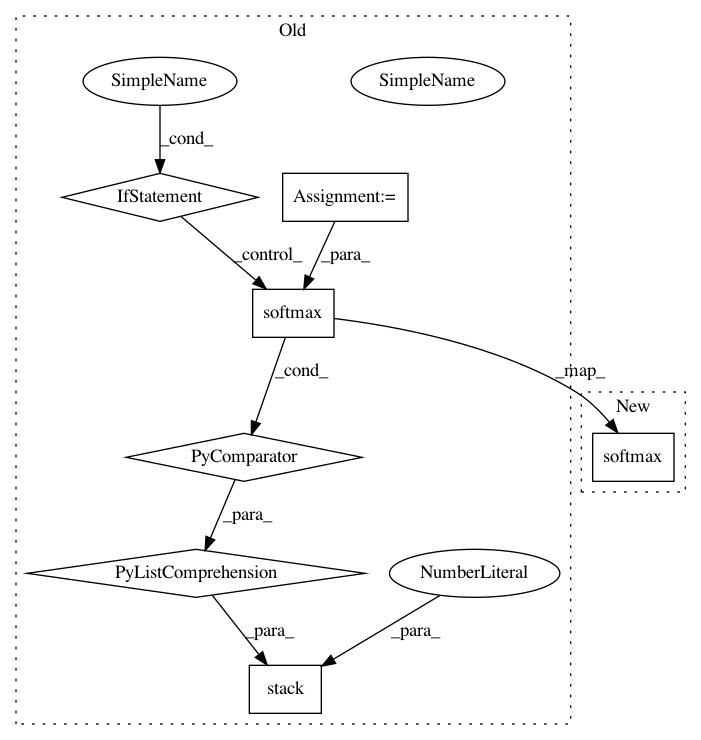 Old
SimpleName
SimpleName
_cond_
IfStatement
Assignment:=
_control_
_para_
softmax
_cond_
_map_
New
PyComparator
softmax
_para_
PyListComprehension
NumberLiteral
_para_
_para_
stack